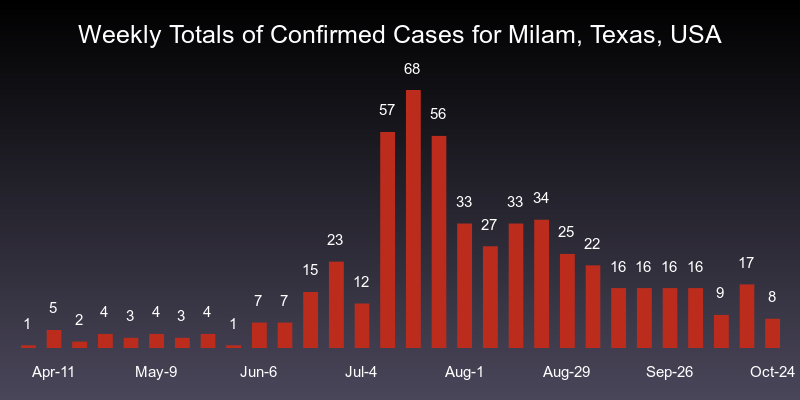 Weekly Totals of Confirmed Cases for Milam, Texas, USA
1 5 2 4 3 4 3 4 1 7 7 15 23 12 57 68 56 33 27 33 34 25 22 16 16 16 16 9 17 8
Apr-11 May-9 Jun-6 Jul-4 Aug-1 Aug-29 Sep-26 Oct-24